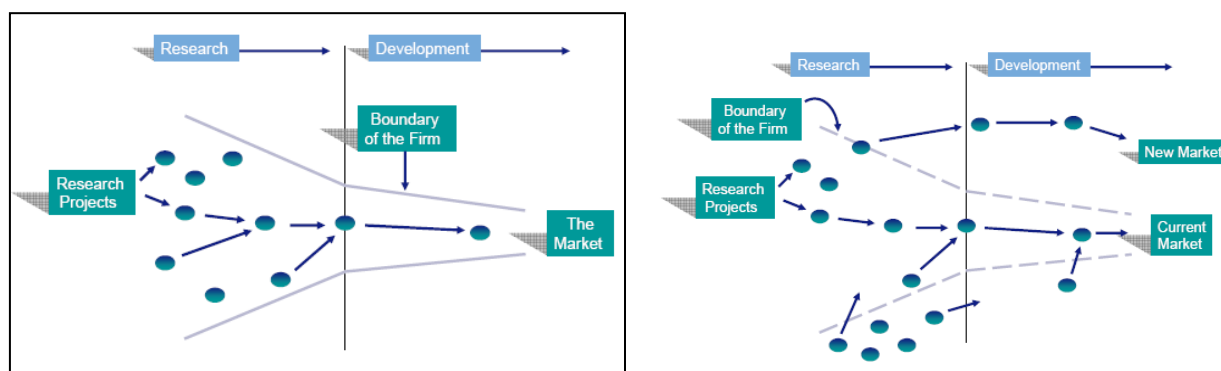 Research
Development
Boundary
of the Firm
Research
Projects
The
Market
Research
Development
Boundary
of the Firm
New Market
Research
Projects
Current
Market